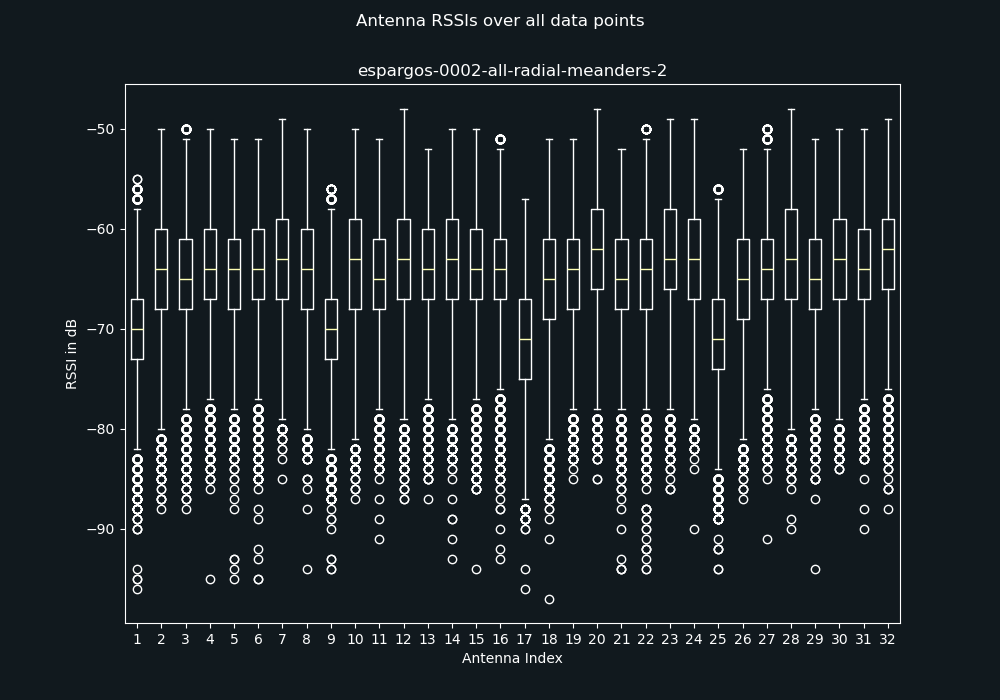 Antenna RSSIs over all data points
espargos-0002-all-radial-meanders-2
−50
−60
−70
−80
−90
RSSI in dB
1 2 3 4 5 6 7 8 9 10 11 12 13 14 15 16 17 18 19 20 21 22 23 24 25 26 27 28 29 30 31 32
Antenna Index